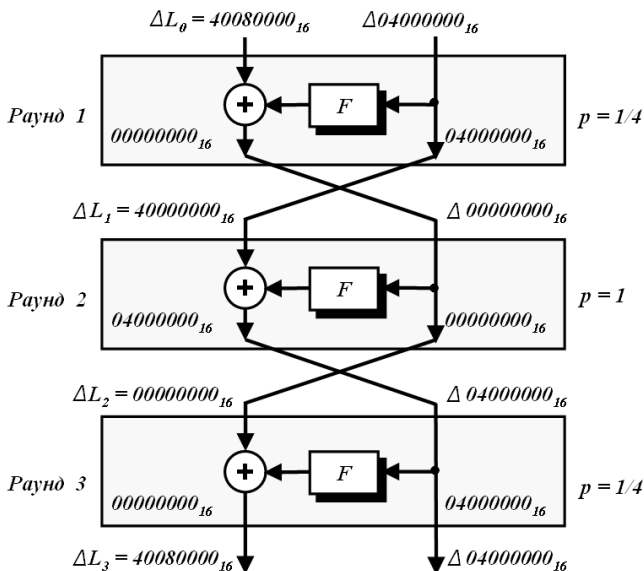 ΔL₀ = 40080000₁₆ Δ04000000₁₆
Раунд 1 F p = 1/4
00000000₁₆ 04000000₁₆
ΔL₁ = 40000000₁₆ Δ 00000000₁₆
Раунд 2 F p = 1
04000000₁₆ 00000000₁₆
ΔL₂ = 00000000₁₆ Δ 04000000₁₆
Раунд 3 F p = 1/4
00000000₁₆ 04000000₁₆
ΔL₃ = 40080000₁₆ Δ 04000000₁₆